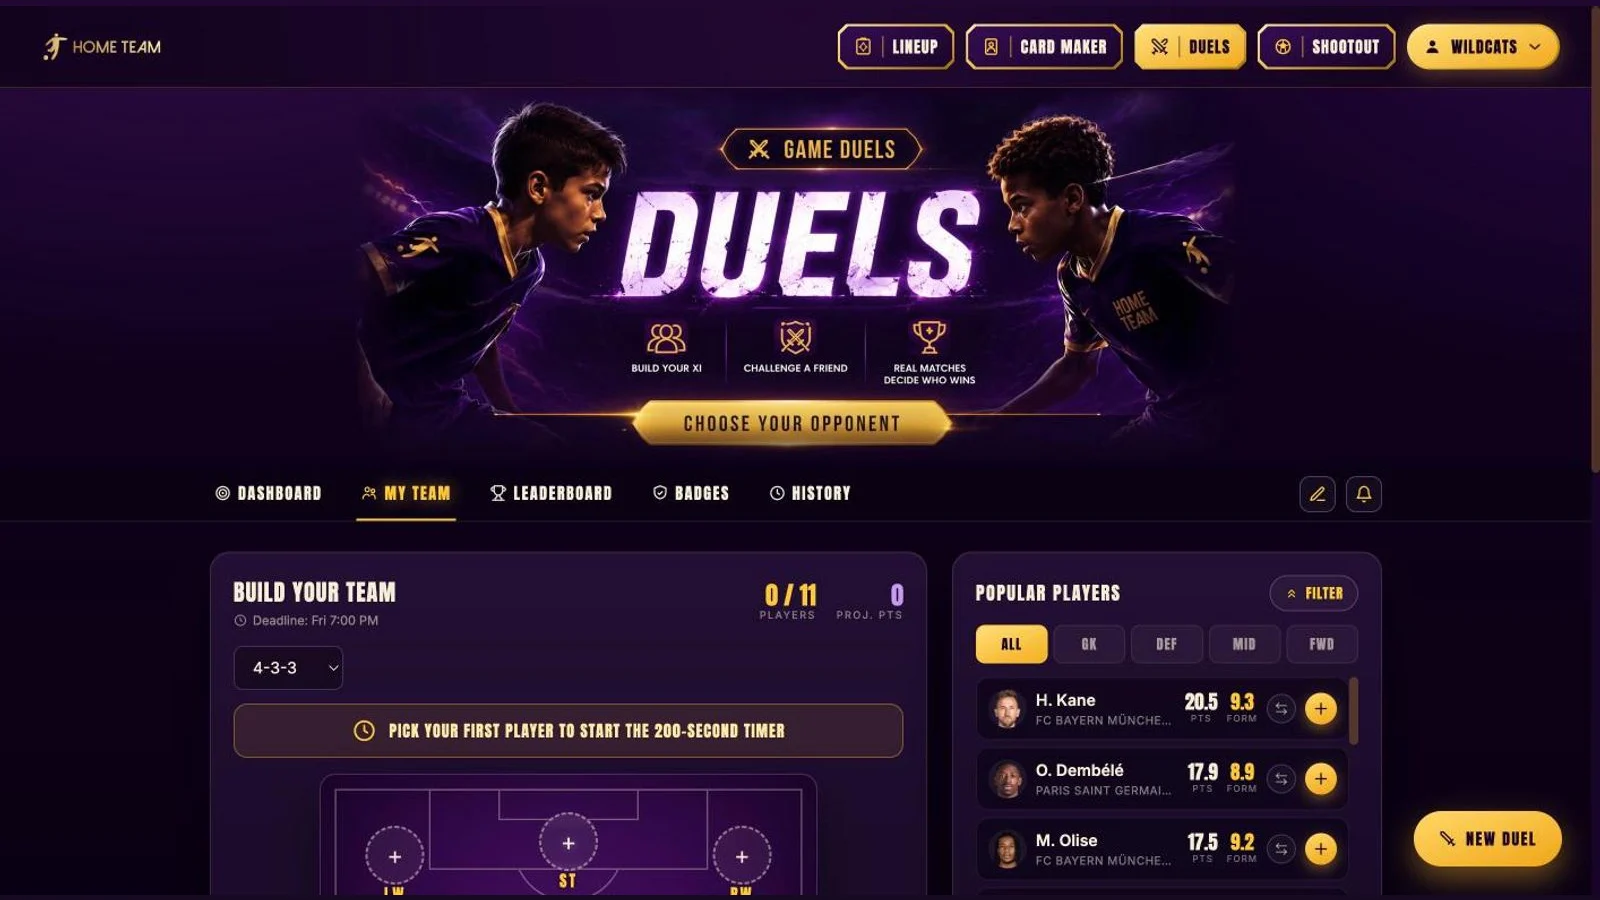 HOME TEAM
LINEUP
CARD MAKER
DUELS
SHOOTOUT
WILDCATS
GAME DUELS
DUELS
HOME
TEAM
BUILD YOUR XI
CHALLENGE A FRIEND
REAL MATCHES
DECIDE WHO WINS
CHOOSE YOUR OPPONENT
DASHBOARD
MY TEAM
LEADERBOARD
BADGES
HISTORY
BUILD YOUR TEAM
Deadline: Fri 7:00 PM
0 / 11
PLAYERS
0
PROJ. PTS
4-3-3
PICK YOUR FIRST PLAYER TO START THE 200-SECOND TIMER
LW
ST
RW
POPULAR PLAYERS
FILTER
ALL
GK
DEF
MID
FWD
H. Kane
FC BAYERN MÜNCHE...
20.5
PTS
9.3
FORM
O. Dembélé
PARIS SAINT GERMAI...
17.9
PTS
8.9
FORM
M. Olise
FC BAYERN MÜNCHE...
17.5
PTS
9.2
FORM
NEW DUEL